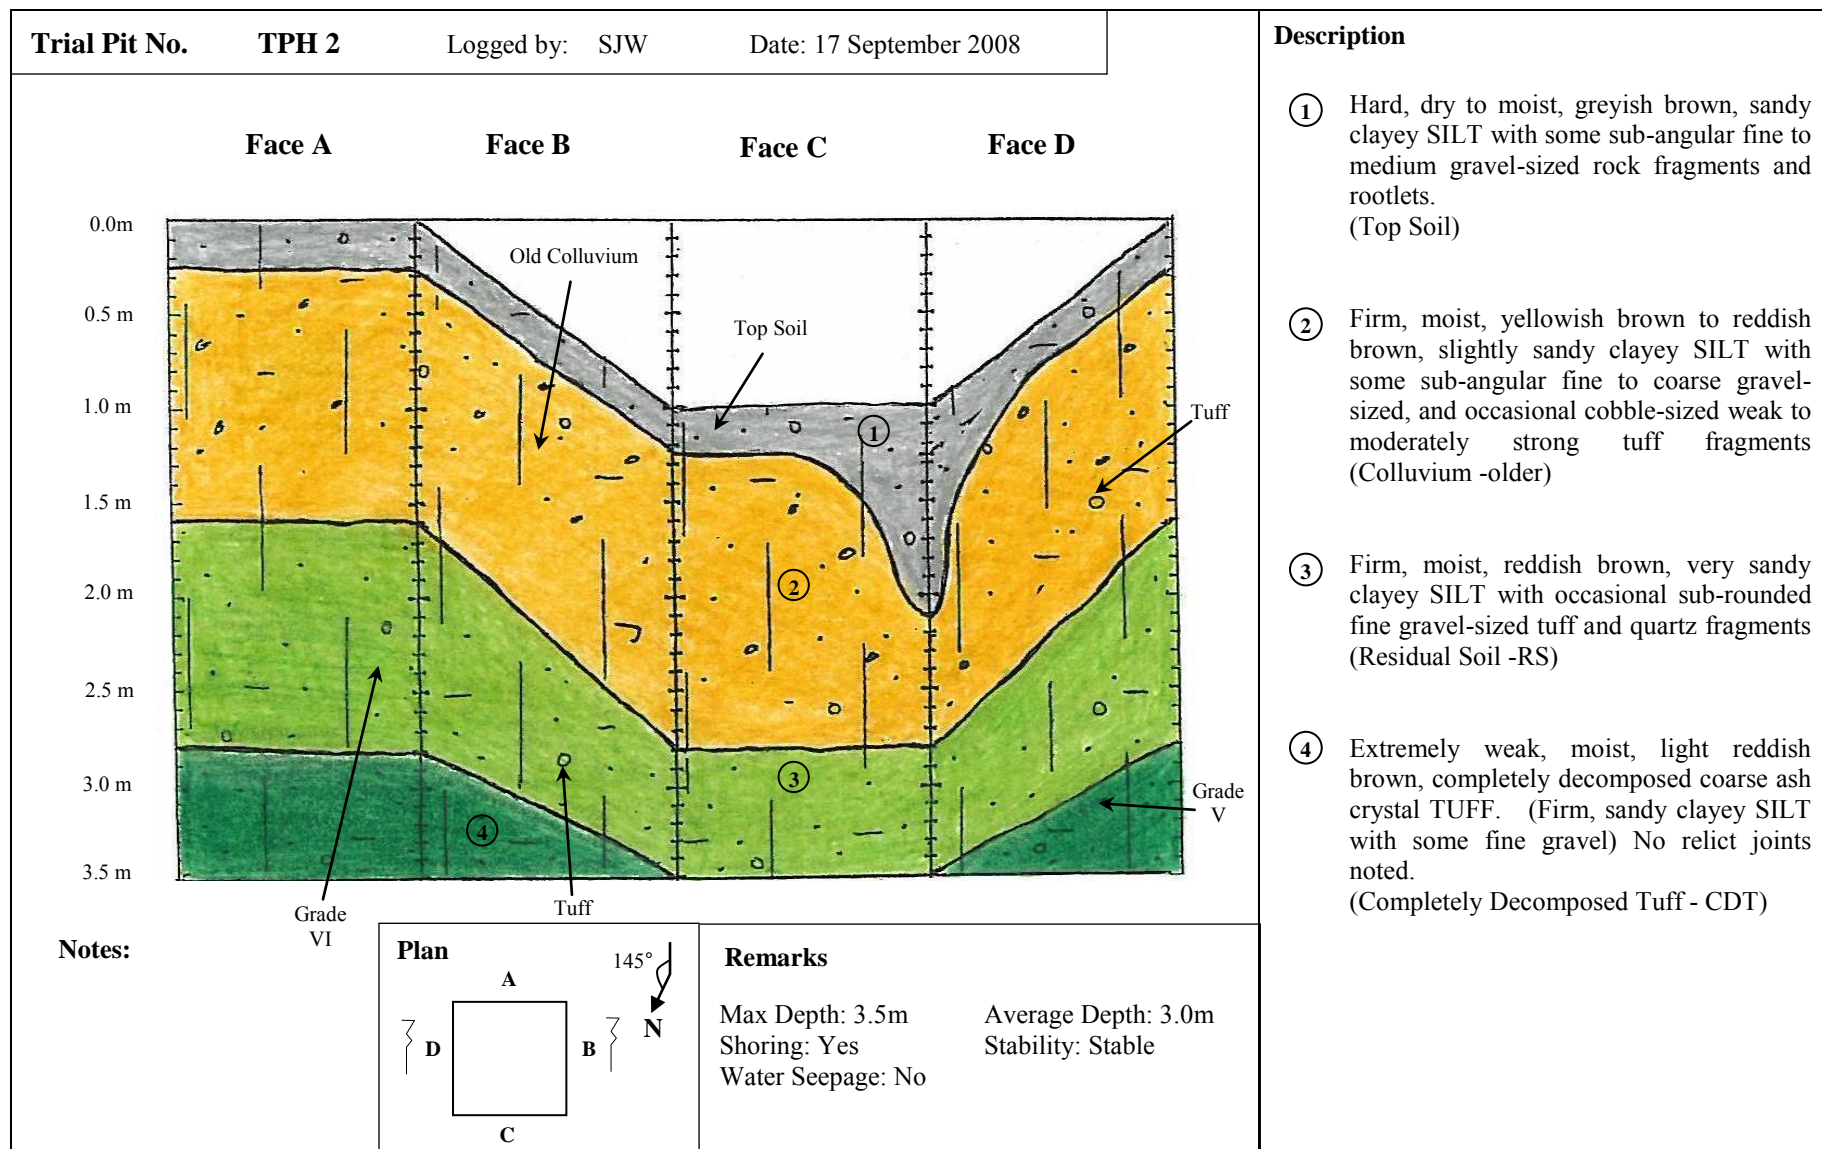 Trial Pit No. TPH 2 Logged by: SJW Date: 17 September 2008
Face A Face B Face C Face D
0.0m
0.5 m
1.0 m
1.5 m
2.0 m
2.5 m
3.0 m
3.5 m
Old Colluvium
Top Soil
Tuff
1
2
3
4
Grade
V
Grade
VI
Tuff
Notes:
Plan
A
D
B
C
145°
N
Remarks
Max Depth: 3.5m Average Depth: 3.0m
Shoring: Yes Stability: Stable
Water Seepage: No
Description
1 Hard, dry to moist, greyish brown, sandy
clayey SILT with some sub-angular fine to
medium gravel-sized rock fragments and
rootlets.
(Top Soil)
2 Firm, moist, yellowish brown to reddish
brown, slightly sandy clayey SILT with
some sub-angular fine to coarse gravel-
sized, and occasional cobble-sized weak to
moderately strong tuff fragments
(Colluvium -older)
3 Firm, moist, reddish brown, very sandy
clayey SILT with occasional sub-rounded
fine gravel-sized tuff and quartz fragments
(Residual Soil -RS)
4 Extremely weak, moist, light reddish
brown, completely decomposed coarse ash
crystal TUFF. (Firm, sandy clayey SILT
with some fine gravel) No relict joints
noted.
(Completely Decomposed Tuff - CDT)